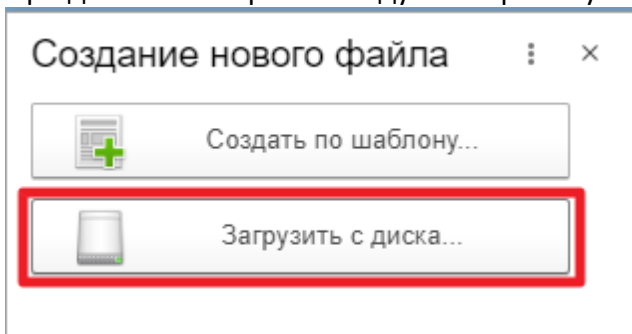 Создание нового файла
Создать по шаблону...
Загрузить с диска...